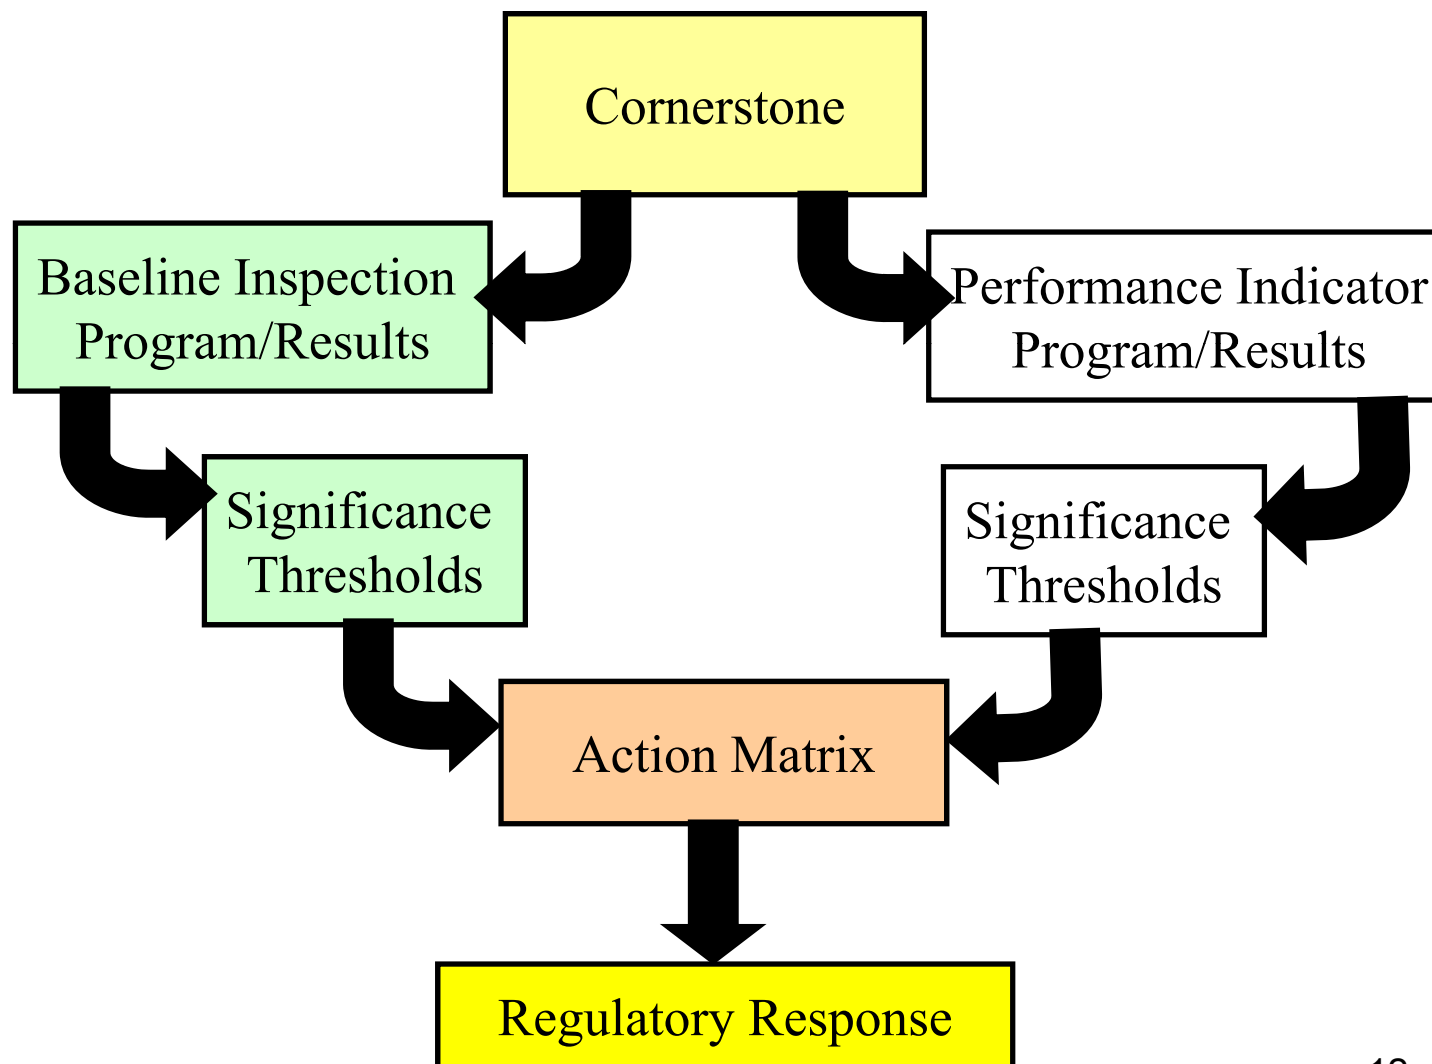 Cornerstone
Baseline Inspection
Program/Results
Performance Indicator
Program/Results
Significance
Thresholds
Significance
Thresholds
Action Matrix
Regulatory Response